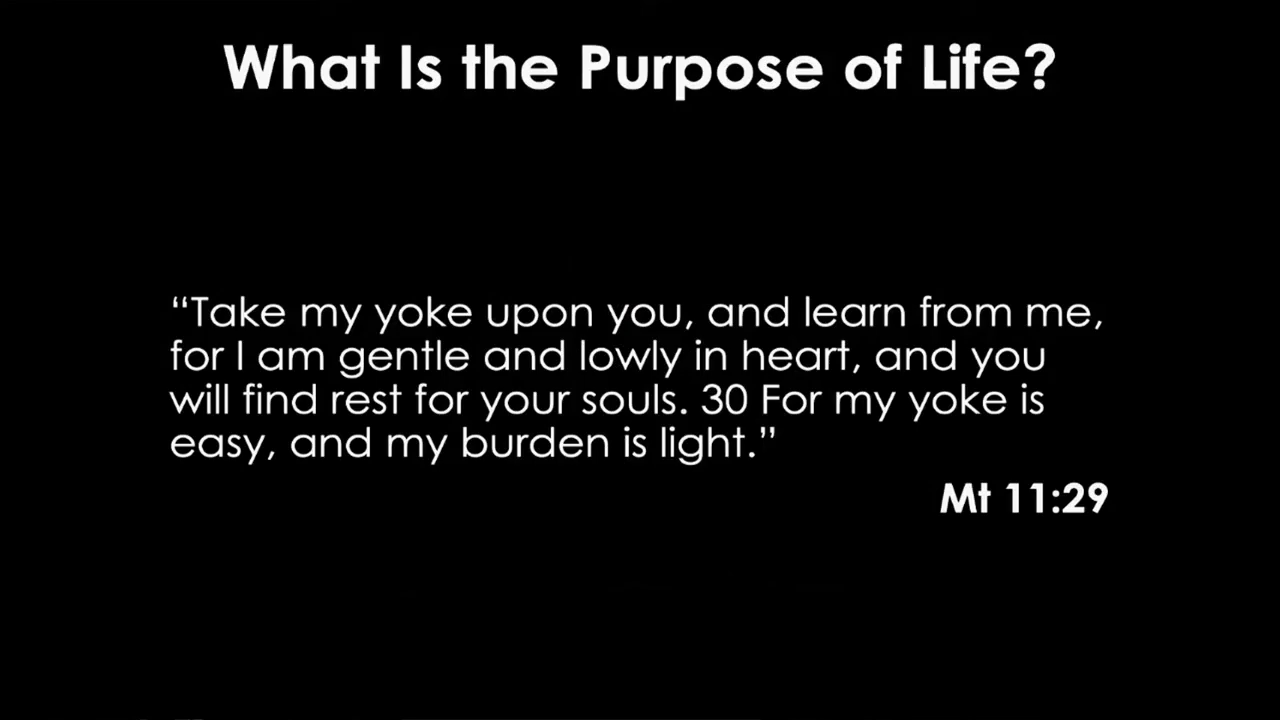 What Is the Purpose of Life?
“Take my yoke upon you, and learn from me,
for I am gentle and lowly in heart, and you
will find rest for your souls. 30 For my yoke is
easy, and my burden is light.”
Mt 11:29